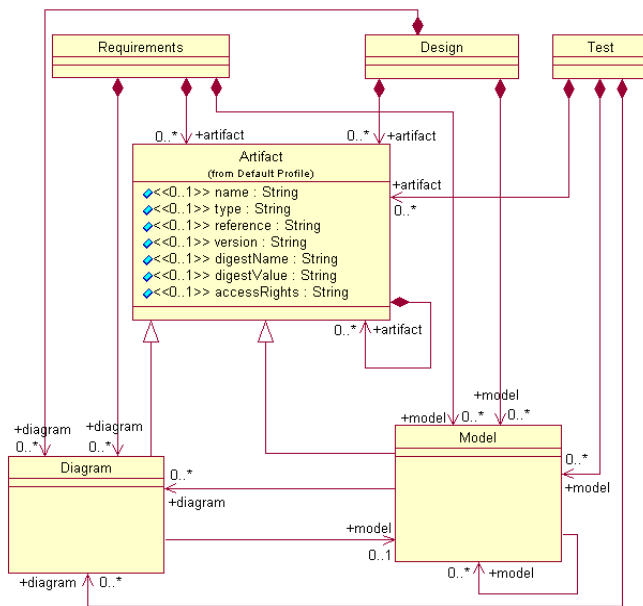 Requirements
Design
Test
0..*
+artifact
0..*
+artifact
Artifact
(from Default Profile)
<<0..1>> name : String
<<0..1>> type : String
<<0..1>> reference : String
<<0..1>> version : String
<<0..1>> digestName : String
<<0..1>> digestValue : String
<<0..1>> accessRights : String
+artifact
0..*
0..*
+artifact
+diagram
0..*
+diagram
0..*
+model
0..*
+model
0..*
Diagram
Model
0..*
+diagram
0..*
+model
+model
0..1
+diagram
0..*
0..*
+model